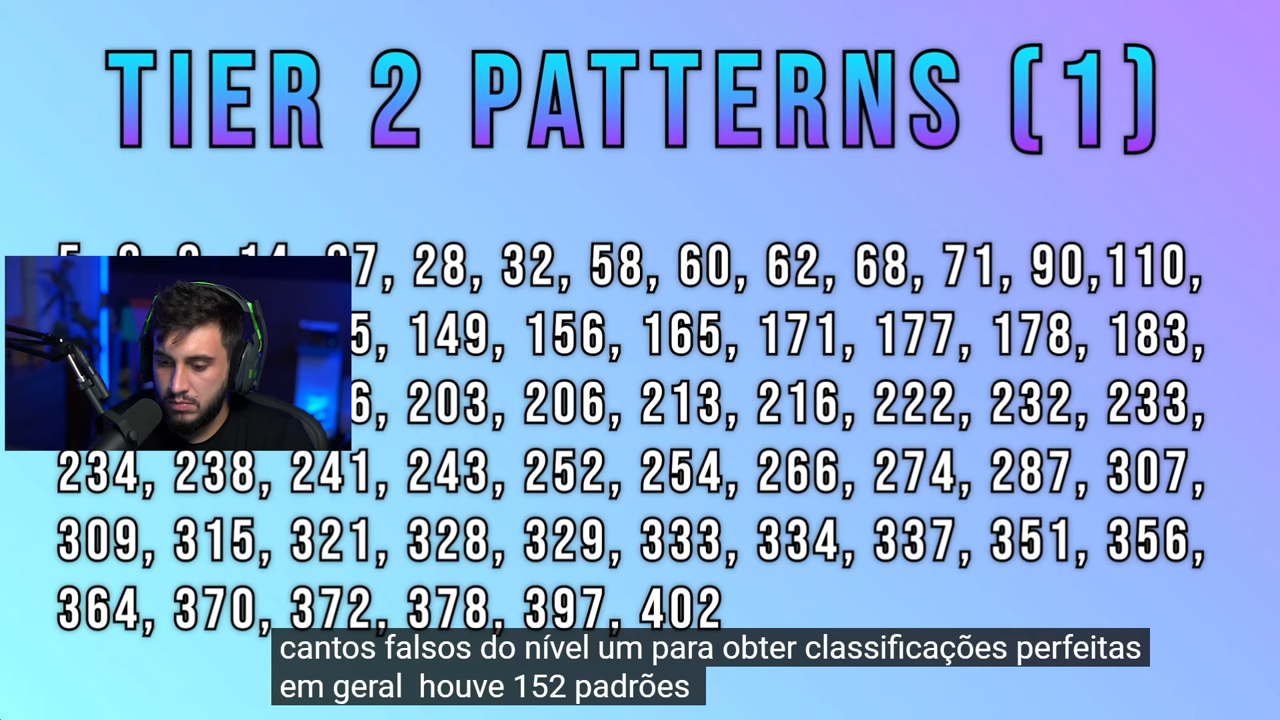 TIER 2 PATTERNS (1)
28, 32, 58, 60, 62, 68, 71, 90,110,
149, 156, 165, 171, 177, 178, 183,
203, 206, 213, 216, 222, 232, 233,
234, 238, 241, 243, 252, 254, 266, 274, 287, 307,
309, 315, 321, 328, 329, 333, 334, 337, 351, 356,
364, 370, 372, 378, 397, 402
cantos falsos do nível um para obter classificações perfeitas
em geral houve 152 padrões